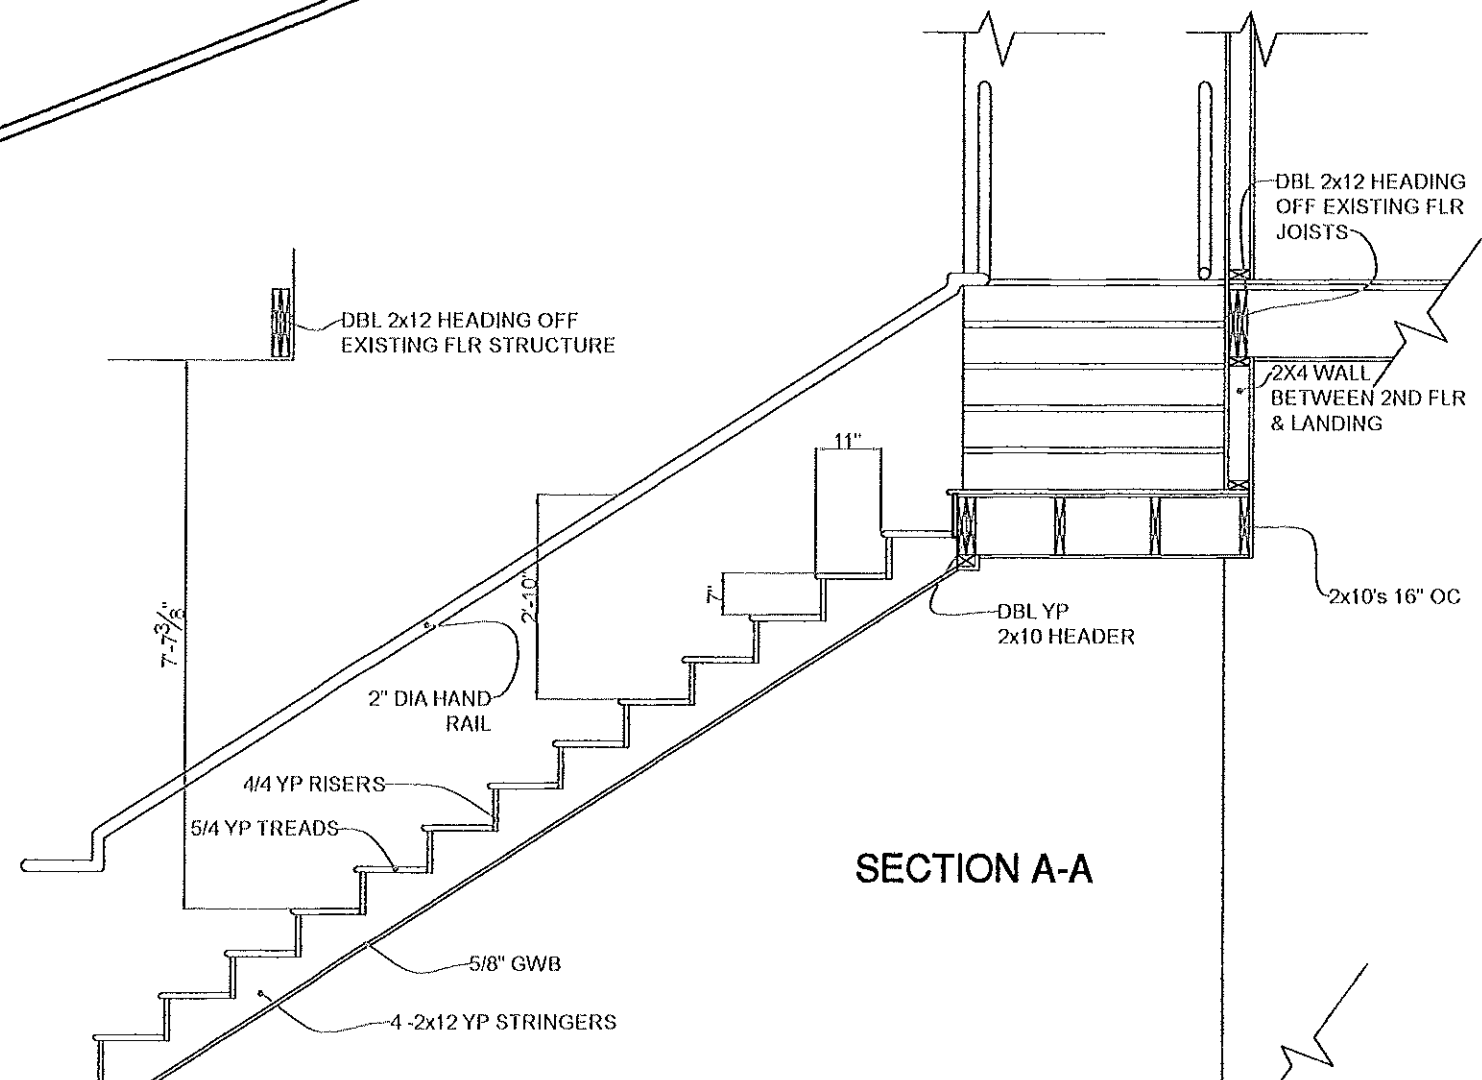 DBL 2x12 HEADING
OFF EXISTING FLR
JOISTS
DBL 2x12 HEADING OFF
EXISTING FLR STRUCTURE
2X4 WALL
BETWEEN 2ND FLR
& LANDING
11"
7"
2'-10"
7'-7 3/8"
2x10's 16" OC
DBL YP
2x10 HEADER
2" DIA HAND
RAIL
4/4 YP RISERS
5/4 YP TREADS
SECTION A-A
5/8" GWB
4 -2x12 YP STRINGERS